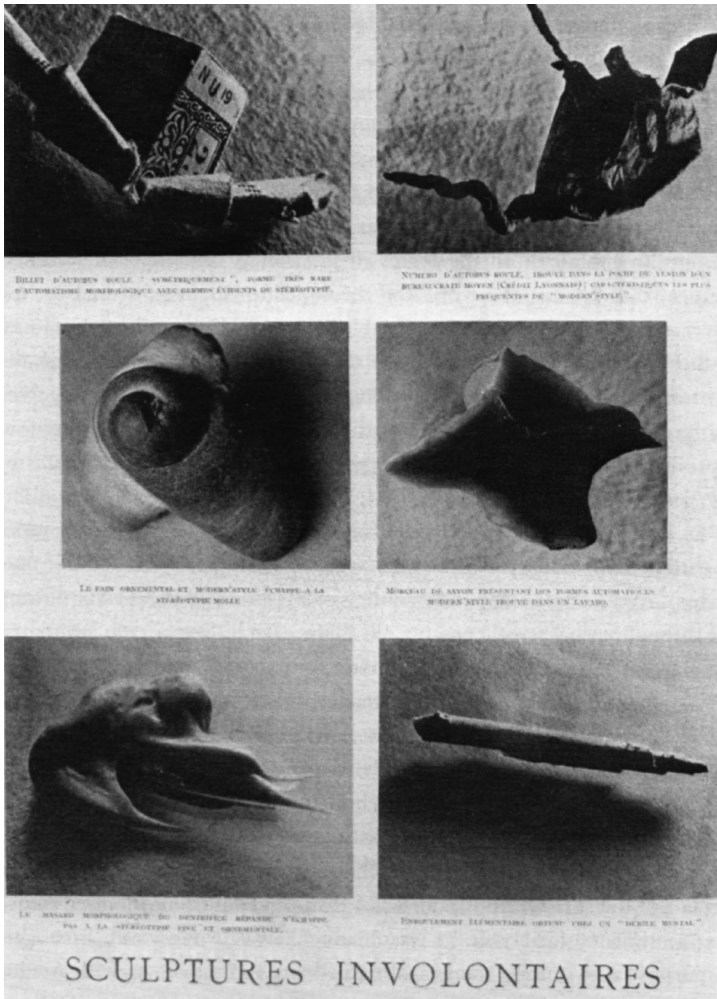 NU 19
BILLET D'AUTOBUS ROULÉ "SYMÉTRIQUEMENT", FORME TRÈS RARE
D'AUTOMATISME MORPHOLOGIQUE AVEC GERMES ÉVIDENTS DE STÉRÉOTYPIE.
NUMÉRO D'AUTOBUS ROULÉ, TROUVÉ DANS LA POCHE DE VESTON D'UN
BUREAUCRATE MOYEN (CRÉDIT LYONNAIS); CARACTÉRISTIQUES LES PLUS
FRÉQUENTES DE "MODERN'STYLE".
LE PAIN ORNEMENTAL ET MODERN'STYLE ÉCHAPPE A LA
STÉRÉOTYPIE MOLLE
MORCEAU DE SAVON PRÉSENTANT DES FORMES AUTOMATIQUES
MODERN'STYLE TROUVÉ DANS UN LAVABO.
LE HASARD MORPHOLOGIQUE DU DENTIFRICE RÉPANDU N'ÉCHAPPE
PAS A LA STÉRÉOTYPIE FINE ET ORNEMENTALE.
ENROULEMENT ÉLÉMENTAIRE OBTENU CHEZ UN "DÉBILE MENTAL".
SCULPTURES INVOLONTAIRES